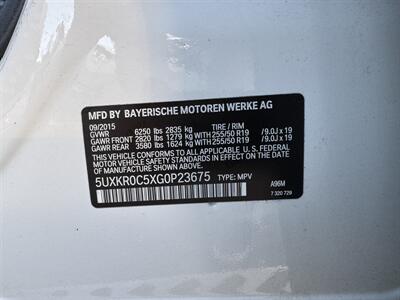 MFD BY BAYERISCHE MOTOREN WERKE AG
09/2015 TIRE / RIM
GVWR 6250 lbs 2835 kg
GAWR FRONT 2820 lbs 1279 kg WITH 255/50 R19 / 9.0J x 19
GAWR REAR 3580 lbs 1624 kg WITH 255/50 R19 / 9.0J x 19
THIS VEHICLE CONFORMS TO ALL APPLICABLE U.S. FEDERAL
MOTOR VEHICLE SAFETY STANDARDS IN EFFECT ON THE
DATE OF MANUFACTURE SHOWN ABOVE.
5UXKR0C5XG0P23675 TYPE: MPV A96M
7 320 729